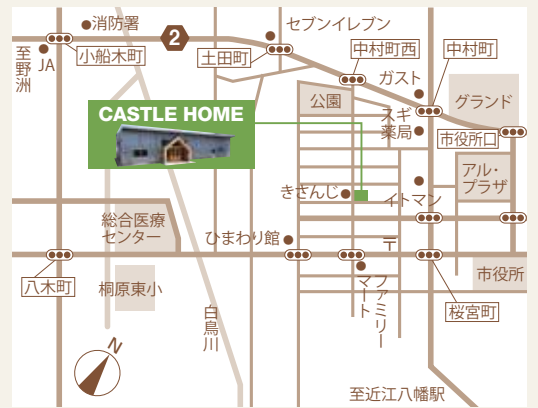 消防署
セブンイレブン
2
至野洲
JA
小船木町
土田町
中村町西
中村町
ガスト
公園
グランド
スギ
薬局
市役所口
CASTLE HOME
アル・
プラザ
きさんじ
イトマン
総合医療
センター
ひまわり館
〒
八木町
桐原東小
ファミリー
マート
市役所
白鳥川
桜宮町
N
至近江八幡駅